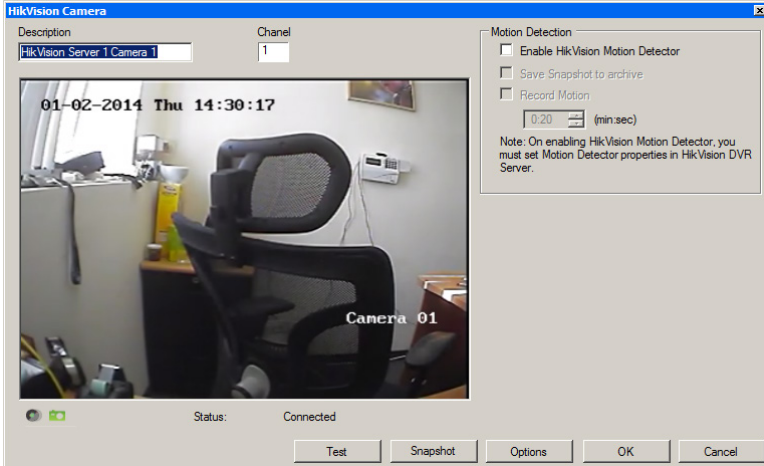 HikVision Camera
Description
Chanel
HikVision Server 1 Camera 1
1
01-02-2014 Thu 14:30:17
Camera 01
Status:
Connected
Motion Detection
Enable HikVision Motion Detector
Save Snapshot to archive
Record Motion
0:20
(min:sec)
Note: On enabling HikVision Motion Detector, you
must set Motion Detector properties in HikVision DVR
Server.
Test
Snapshot
Options
OK
Cancel